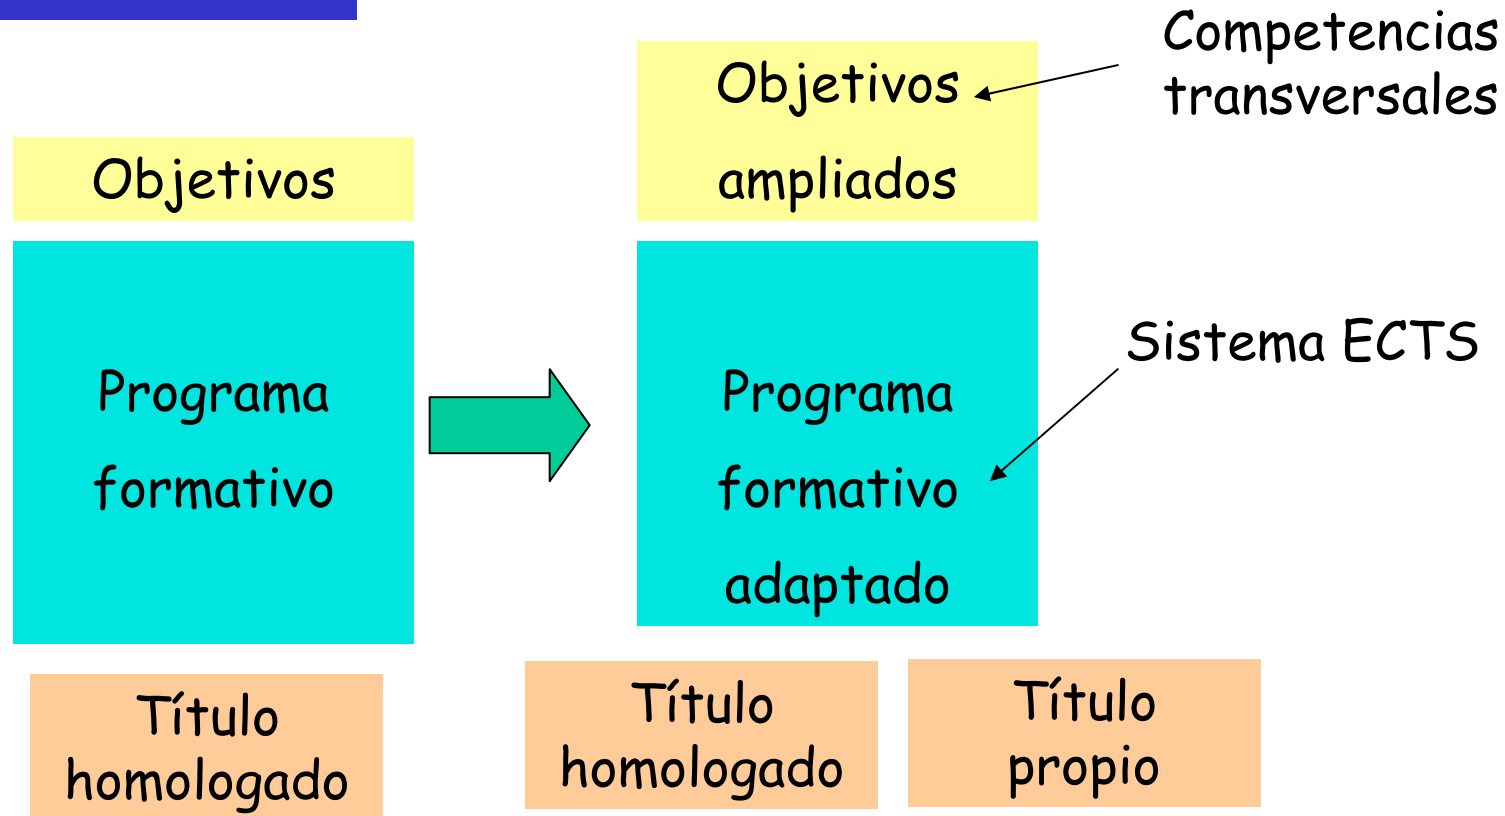 Objetivos
Programa
formativo
Título
homologado
Objetivos
ampliados
Programa
formativo
adaptado
Título
homologado
Título
propio
Competencias
transversales
Sistema ECTS